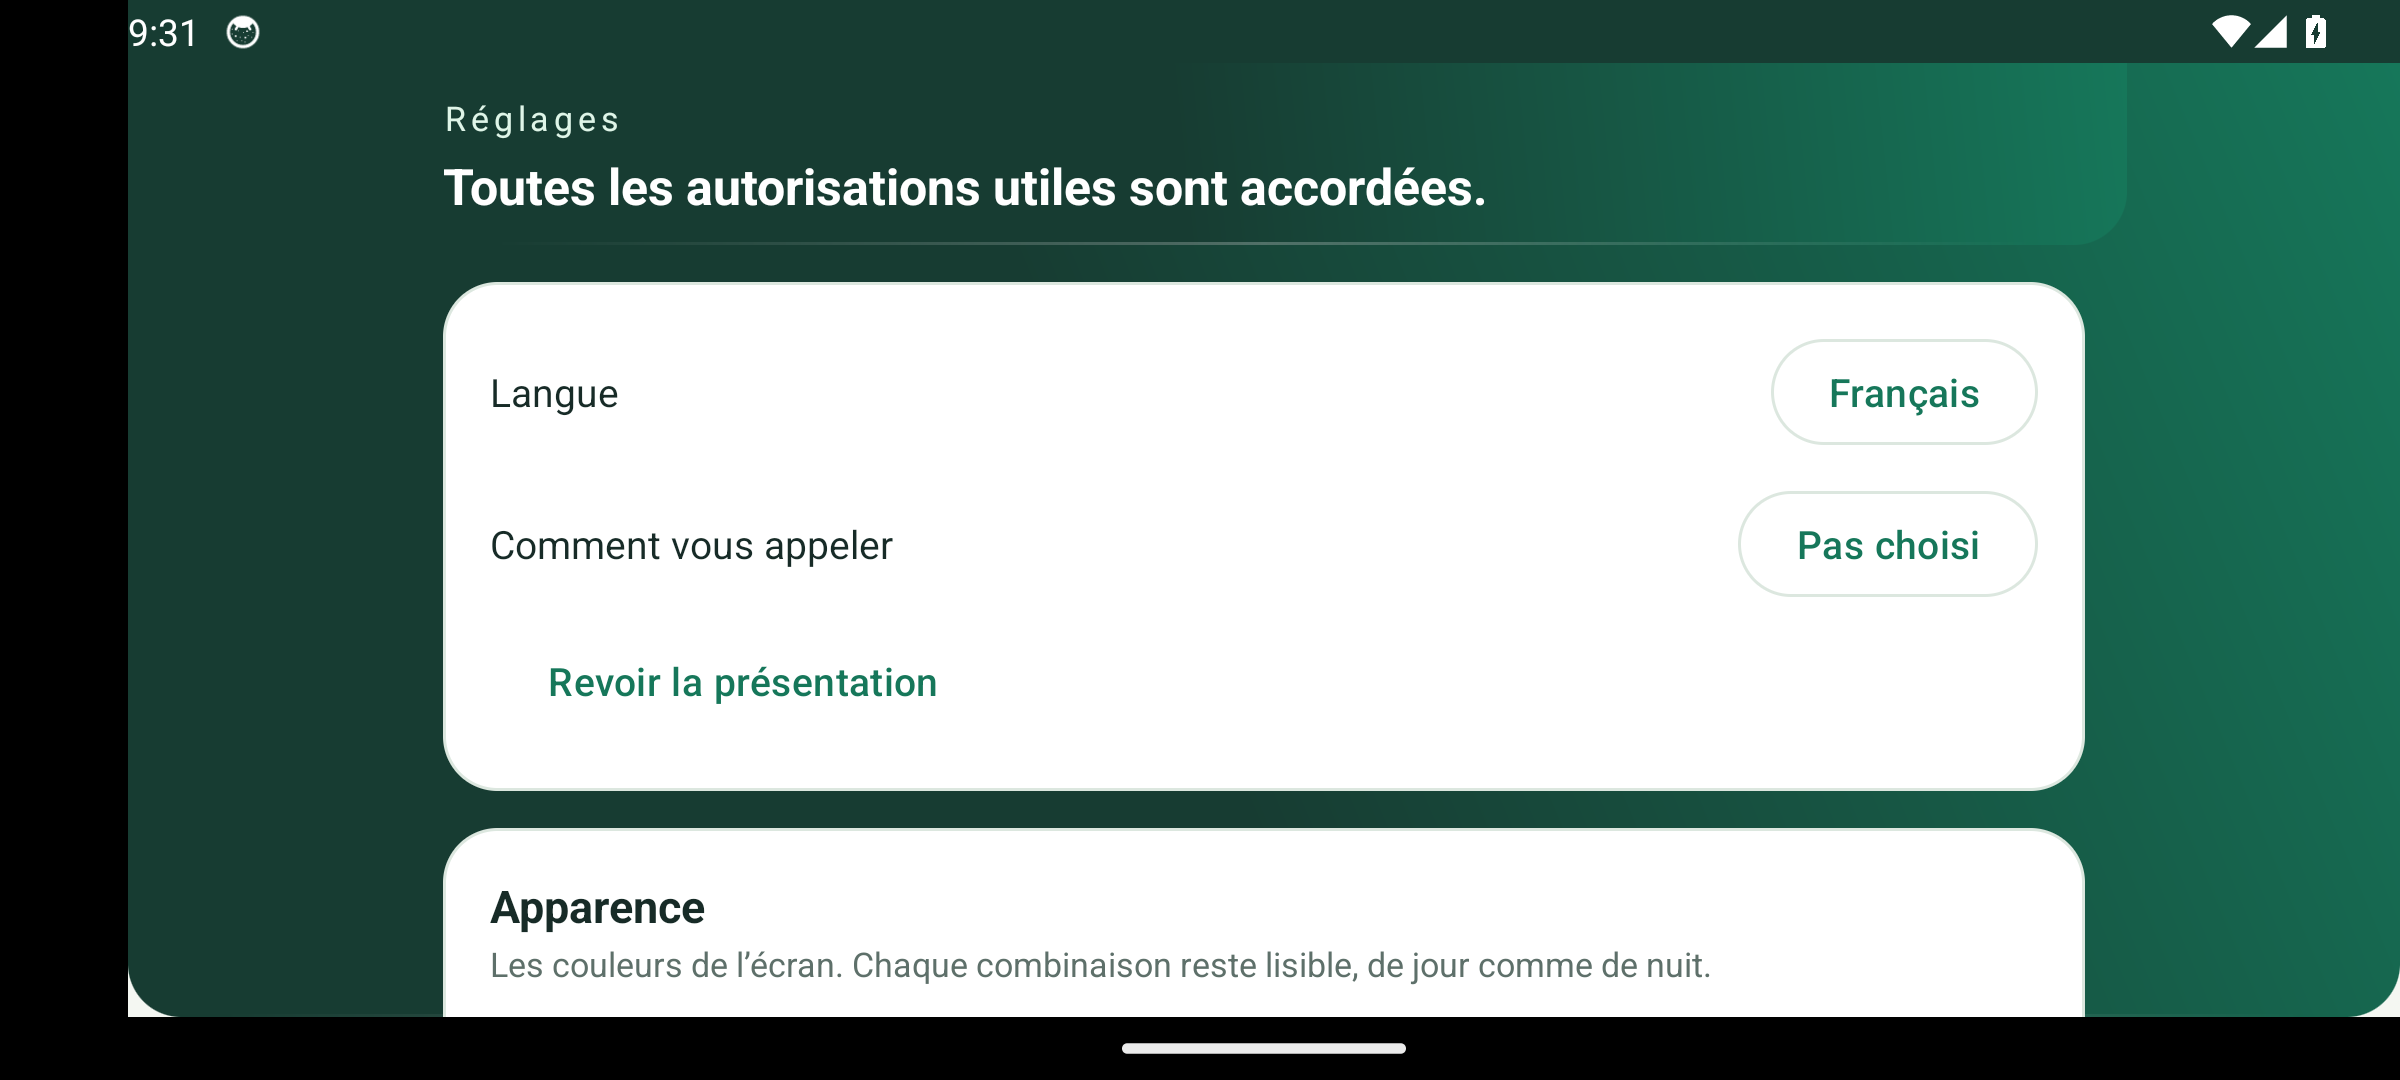 9:31
Réglages
Toutes les autorisations utiles sont accordées.
Langue
Français
Comment vous appeler
Pas choisi
Revoir la présentation
Apparence
Les couleurs de l’écran. Chaque combinaison reste lisible, de jour comme de nuit.